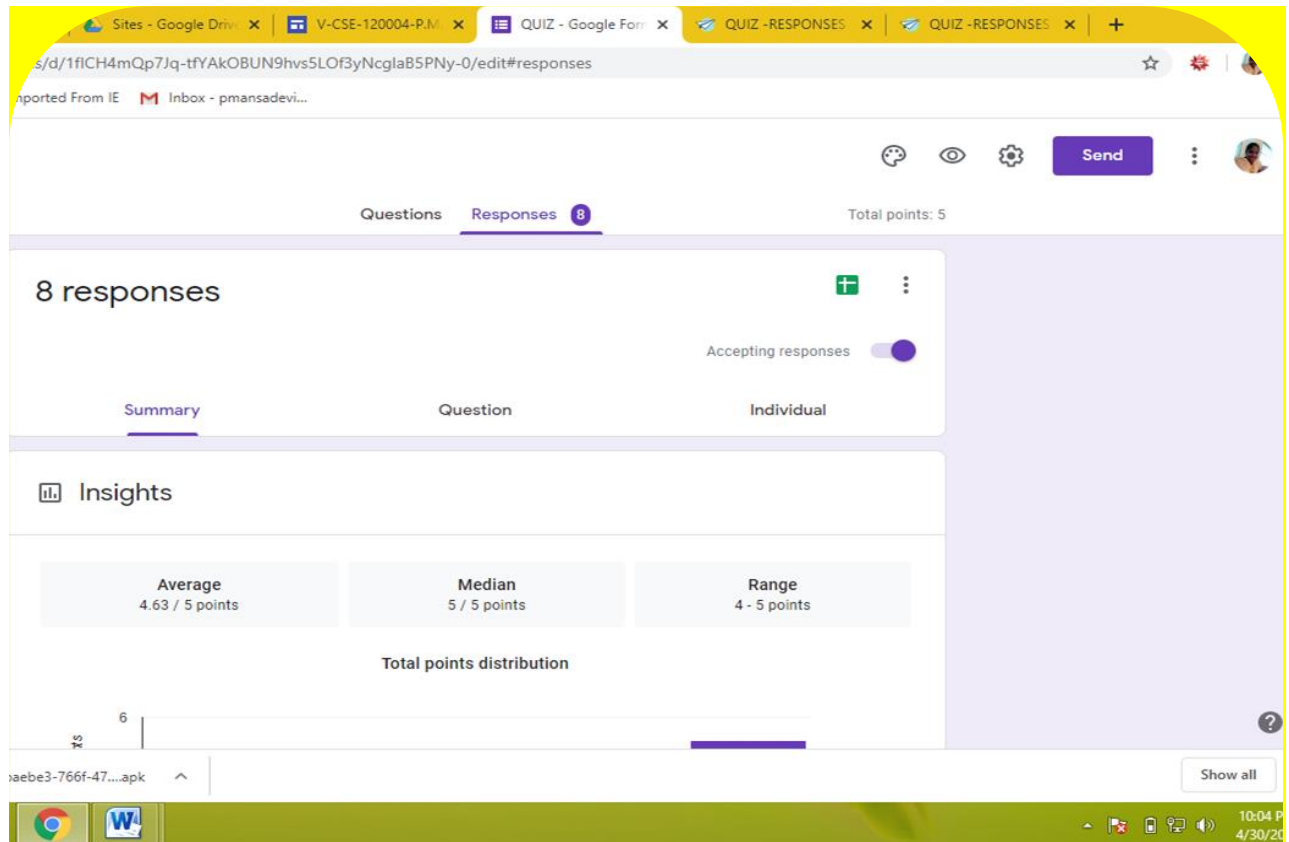 Sites - Google Driv V-CSE-120004-P.M. QUIZ - Google Form QUIZ -RESPONSES QUIZ -RESPONSES
s/d/1flCH4mQp7Jq-tfYAkOBUN9hvs5LOf3yNcglaB5PNy-0/edit#responses
mported From IE Inbox - pmansadevi...
Send
Questions Responses 8 Total points: 5
8 responses
Accepting responses
Summary Question Individual
Insights
Average Median Range
4.63 / 5 points 5 / 5 points 4 - 5 points
Total points distribution
6
aebe3-766f-47....apk Show all
10:04 P
4/30/20